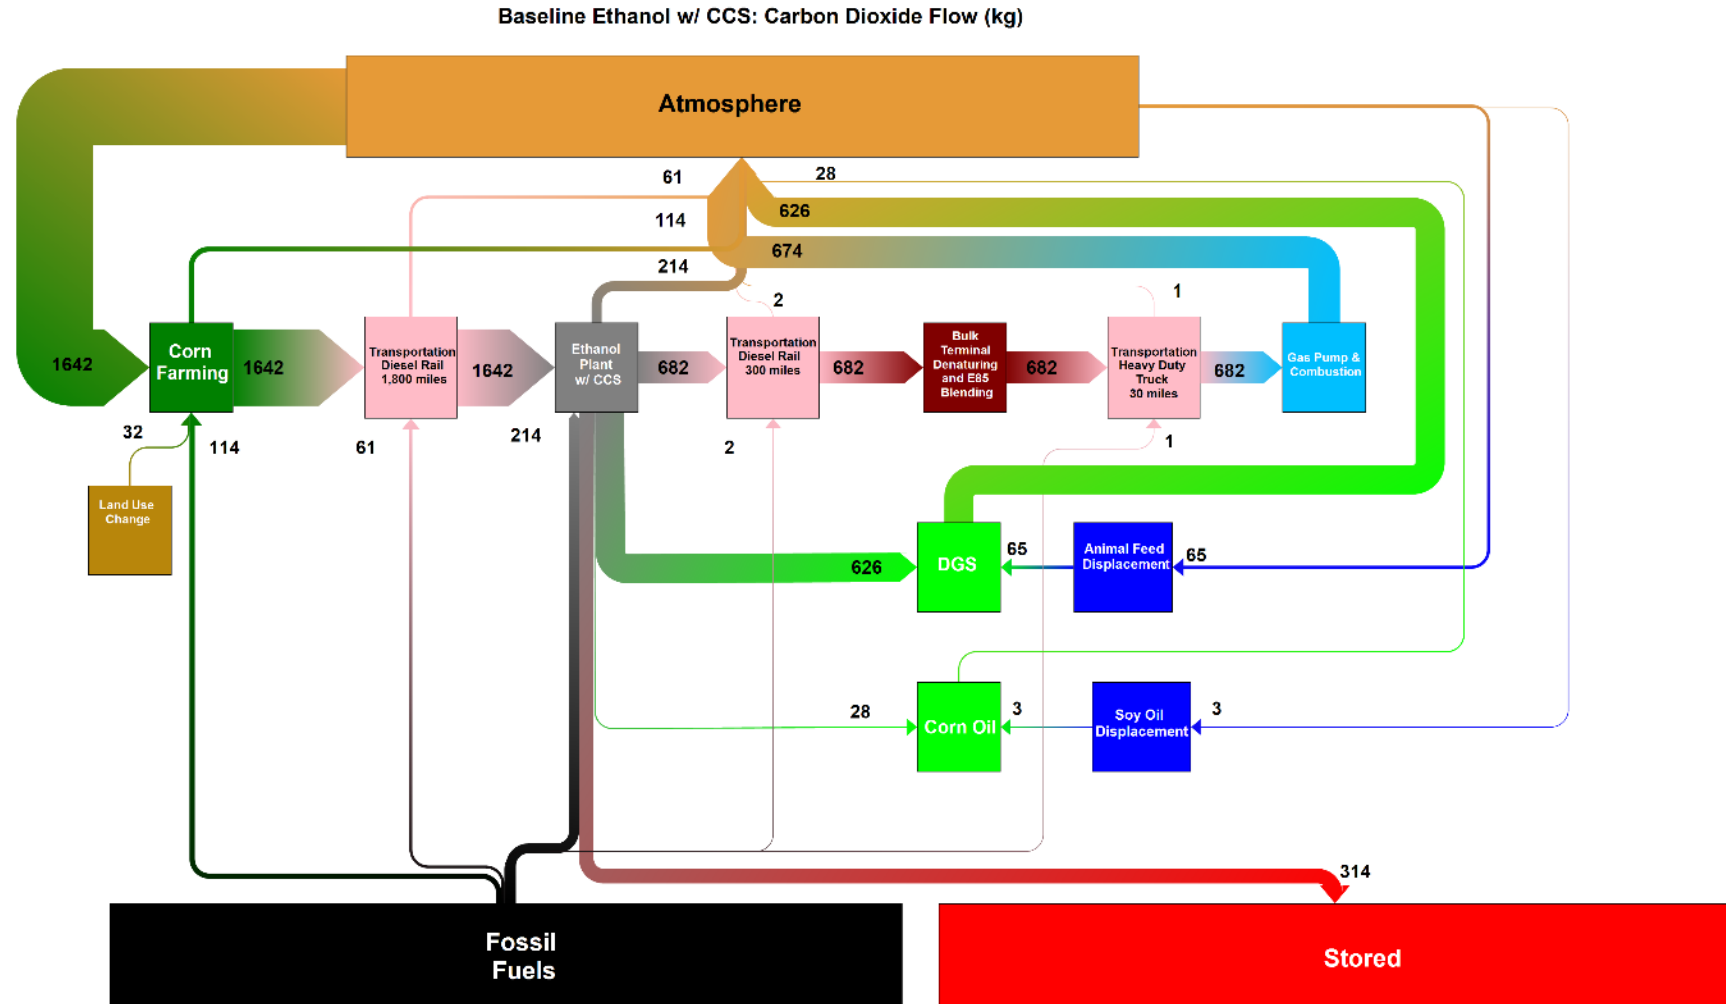 Baseline Ethanol w/ CCS: Carbon Dioxide Flow (kg)
Atmosphere
61
28
114
626
214
674
2
1
1642
Corn
Farming
1642
Transportation
Diesel Rail
1,800 miles
1642
Ethanol
Plant
w/ CCS
682
Transportation
Diesel Rail
300 miles
682
Bulk
Terminal
Denaturing
and E85
Blending
682
Transportation
Heavy Duty
Truck
30 miles
682
Gas Pump &
Combustion
32
114
61
214
2
1
Land Use
Change
626
DGS
65
Animal Feed
Displacement
65
28
Corn Oil
3
Soy Oil
Displacement
3
314
Fossil
Fuels
Stored